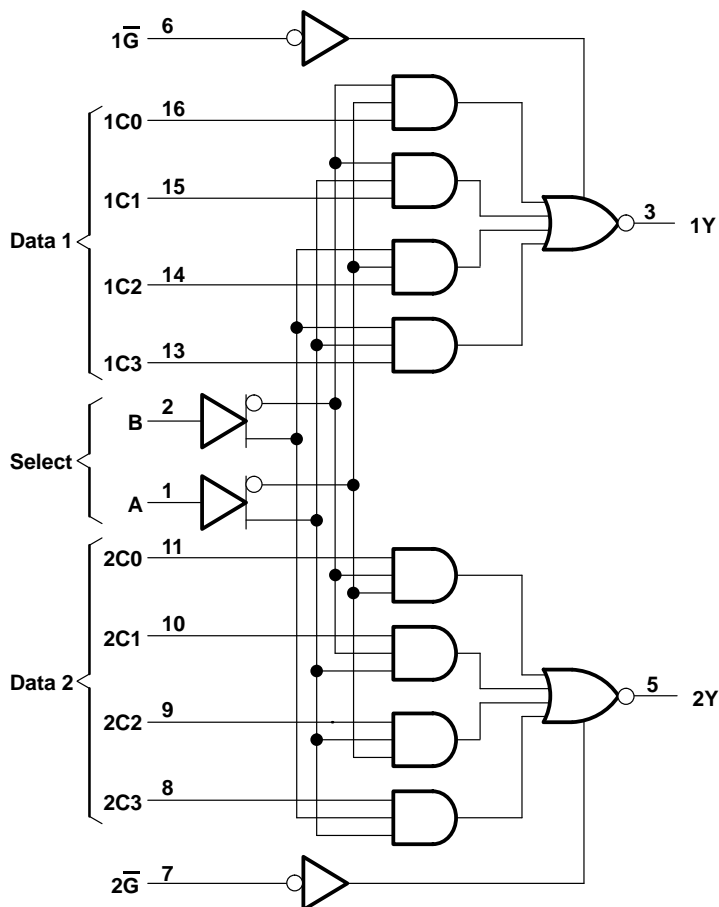 1G̅ 6
1C0 16
1C1 15
Data 1
1C2 14
1C3 13
3 1Y
B 2
Select
A 1
2C0 11
2C1 10
Data 2
2C2 9
2C3 8
5 2Y
2G̅ 7